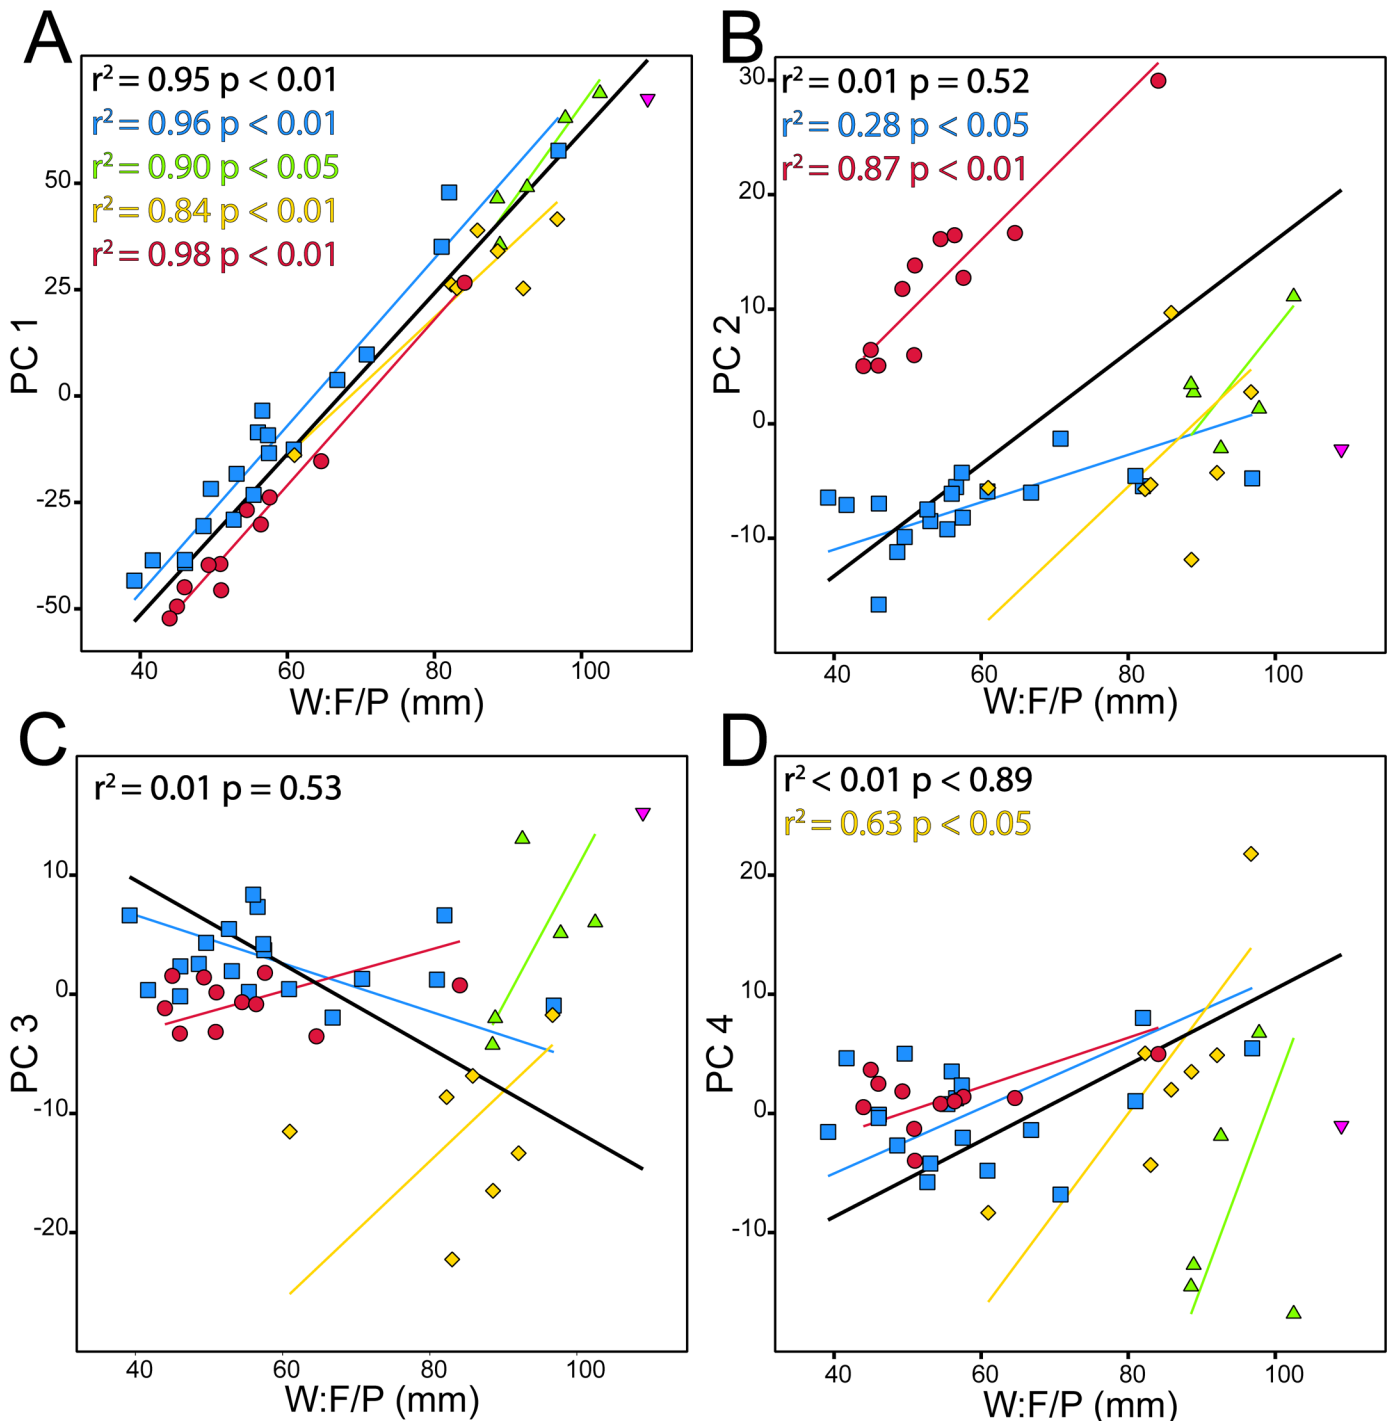 A
r² = 0.95 p < 0.01
r² = 0.96 p < 0.01
r² = 0.90 p < 0.05
r² = 0.84 p < 0.01
r² = 0.98 p < 0.01
50
25
0
-25
-50
PC 1
40 60 80 100
W:F/P (mm)
B
r² = 0.01 p = 0.52
r² = 0.28 p < 0.05
r² = 0.87 p < 0.01
30
20
10
0
-10
PC 2
40 60 80 100
W:F/P (mm)
C
r² = 0.01 p = 0.53
10
0
-10
-20
PC 3
40 60 80 100
W:F/P (mm)
D
r² < 0.01 p < 0.89
r² = 0.63 p < 0.05
20
10
0
-10
PC 4
40 60 80 100
W:F/P (mm)